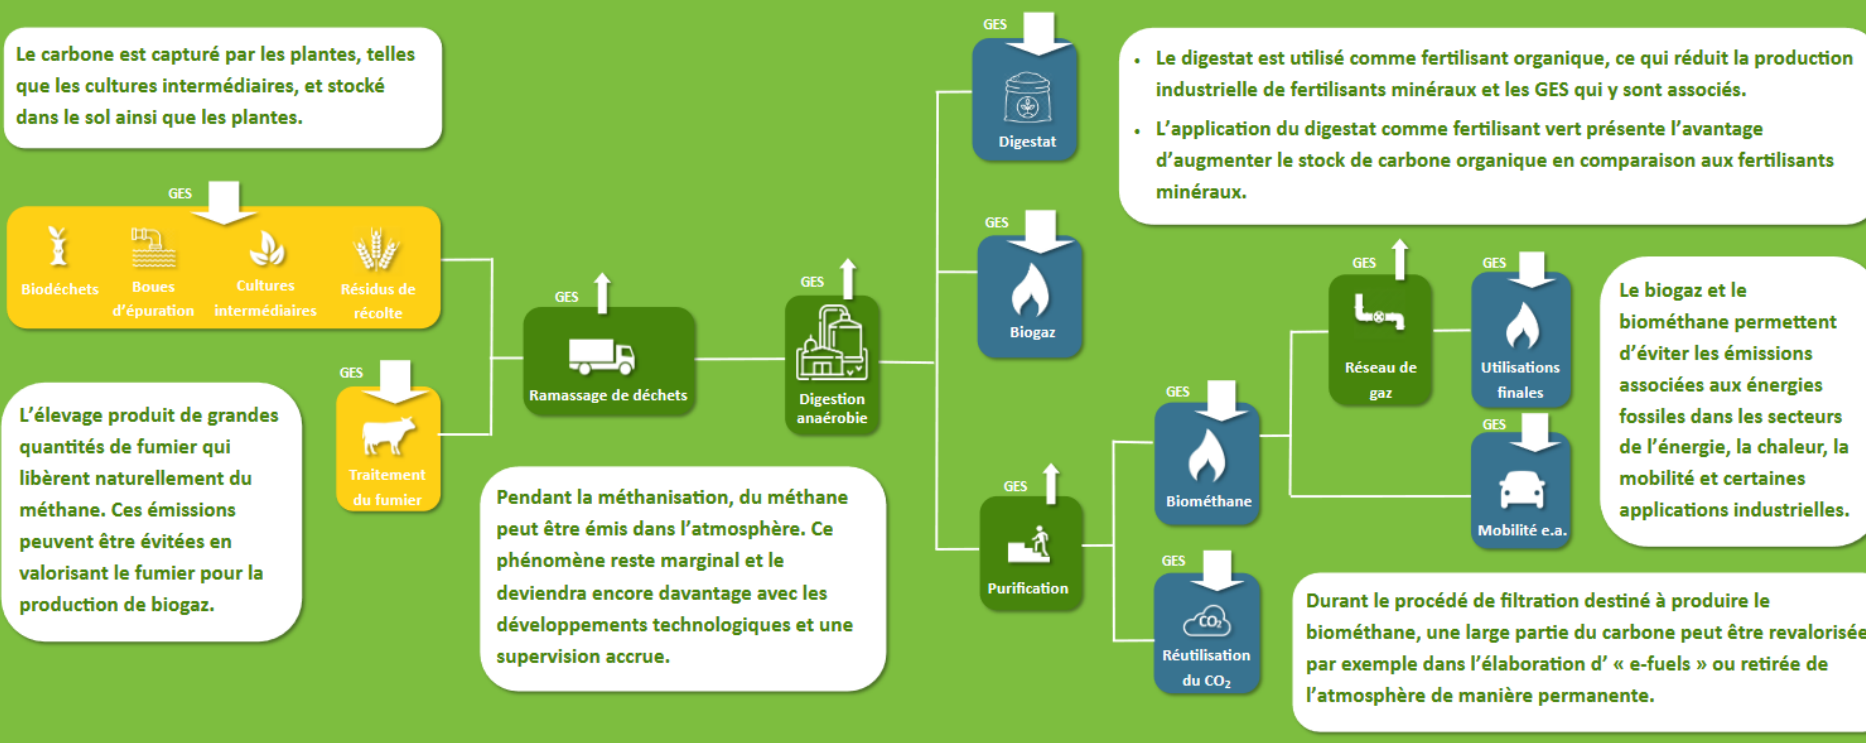 Le carbone est capturé par les plantes, telles
que les cultures intermédiaires, et stocké
dans le sol ainsi que les plantes.
GES
Biodéchets
Boues
d'épuration
Cultures
intermédiaires
Résidus de
récolte
GES
Traitement
du fumier
L'élevage produit de grandes
quantités de fumier qui
libèrent naturellement du
méthane. Ces émissions
peuvent être évitées en
valorisant le fumier pour la
production de biogaz.
GES
Ramassage de déchets
GES
Digestion
anaérobie
Pendant la méthanisation, du méthane
peut être émis dans l'atmosphère. Ce
phénomène reste marginal et le
deviendra encore davantage avec les
développements technologiques et une
supervision accrue.
GES
Digestat
• Le digestat est utilisé comme fertilisant organique, ce qui réduit la production
industrielle de fertilisants minéraux et les GES qui y sont associés.
• L'application du digestat comme fertilisant vert présente l'avantage
d'augmenter le stock de carbone organique en comparaison aux fertilisants
minéraux.
GES
Biogaz
GES
Purification
GES
Biométhane
GES
CO₂
Réutilisation
du CO₂
GES
Réseau de
gaz
GES
Utilisations
finales
GES
Mobilité e.a.
Le biogaz et le
biométhane permettent
d'éviter les émissions
associées aux énergies
fossiles dans les secteurs
de l'énergie, la chaleur, la
mobilité et certaines
applications industrielles.
Durant le procédé de filtration destiné à produire le
biométhane, une large partie du carbone peut être revalorisée
par exemple dans l'élaboration d' « e-fuels » ou retirée de
l'atmosphère de manière permanente.